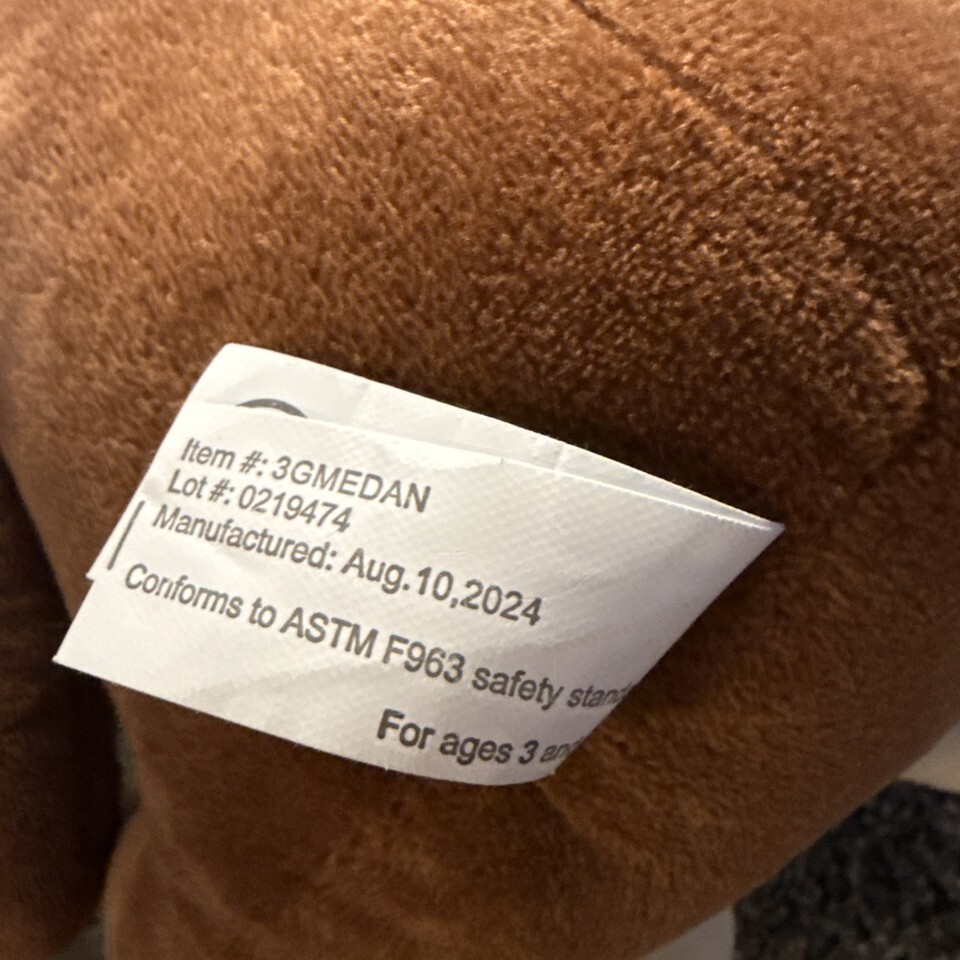 Item #: 3GMEDAN
Lot #: 0219474
Manufactured: Aug.10,2024
Conforms to ASTM F963 safety
For ages 3